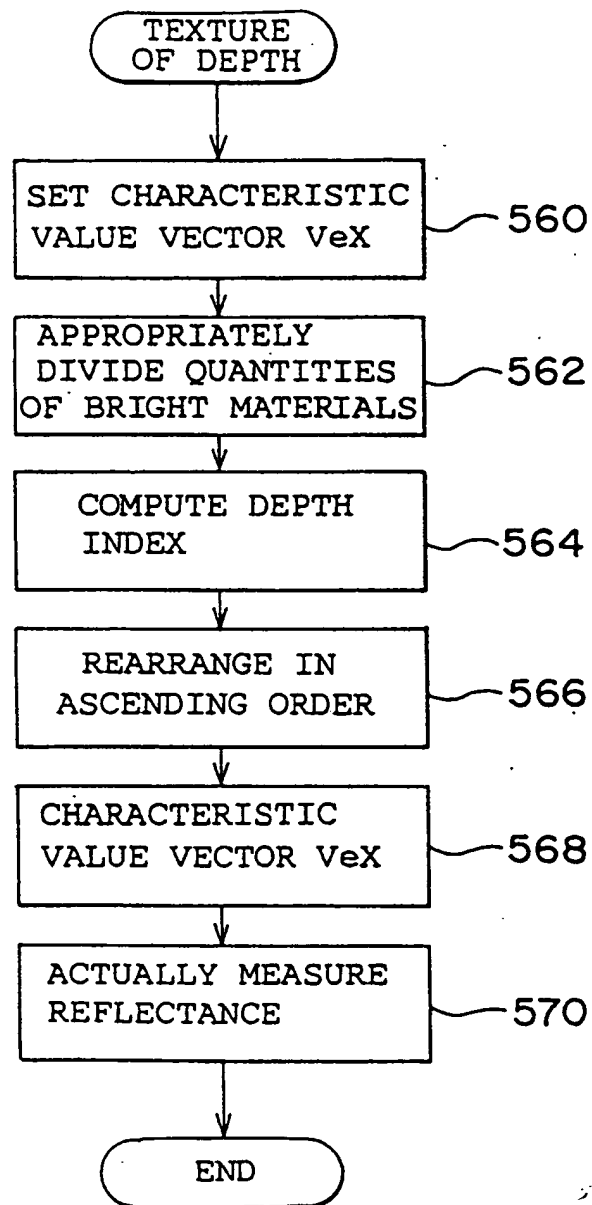 TEXTURE
OF DEPTH
SET CHARACTERISTIC
VALUE VECTOR VeX
560
APPROPRIATELY
DIVIDE QUANTITIES
OF BRIGHT MATERIALS
562
COMPUTE DEPTH
INDEX
564
REARRANGE IN
ASCENDING ORDER
566
CHARACTERISTIC
VALUE VECTOR VeX
568
ACTUALLY MEASURE
REFLECTANCE
570
END